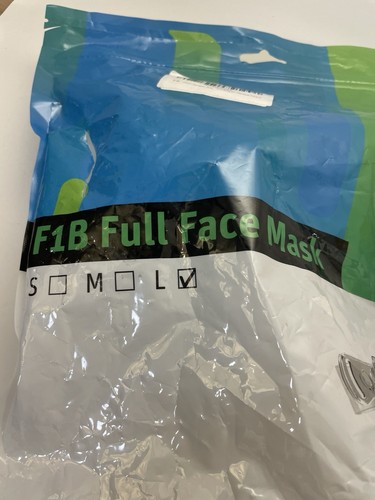 F1B Full Face Mask
S ☐ M ☐ L ☑